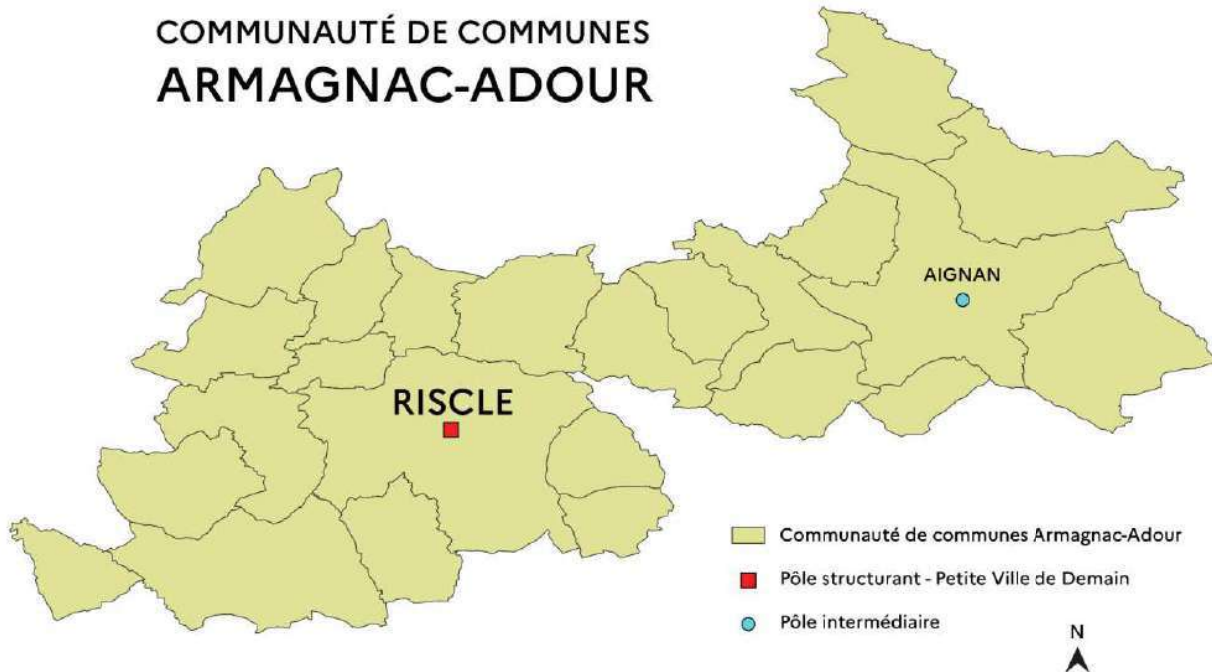 COMMUNAUTÉ DE COMMUNES
ARMAGNAC-ADOUR
AIGNAN
RISCLE
Communauté de communes Armagnac-Adour
Pôle structurant - Petite Ville de Demain
Pôle intermédiaire
N